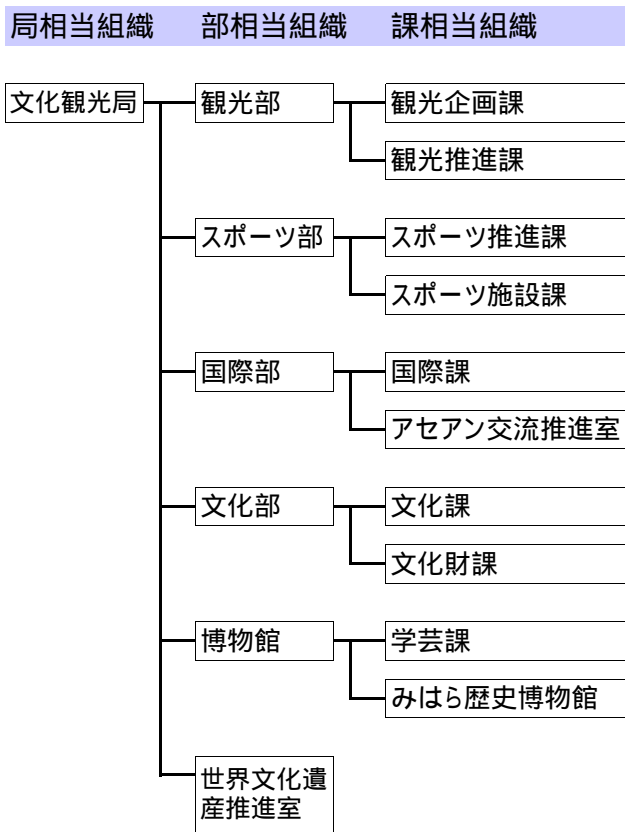 局相当組織 部相当組織 課相当組織
文化観光局 観光部 観光企画課
観光推進課
スポーツ部 スポーツ推進課
スポーツ施設課
国際部 国際課
アセアン交流推進室
文化部 文化課
文化財課
博物館 学芸課
みはら歴史博物館
世界文化遺
産推進室